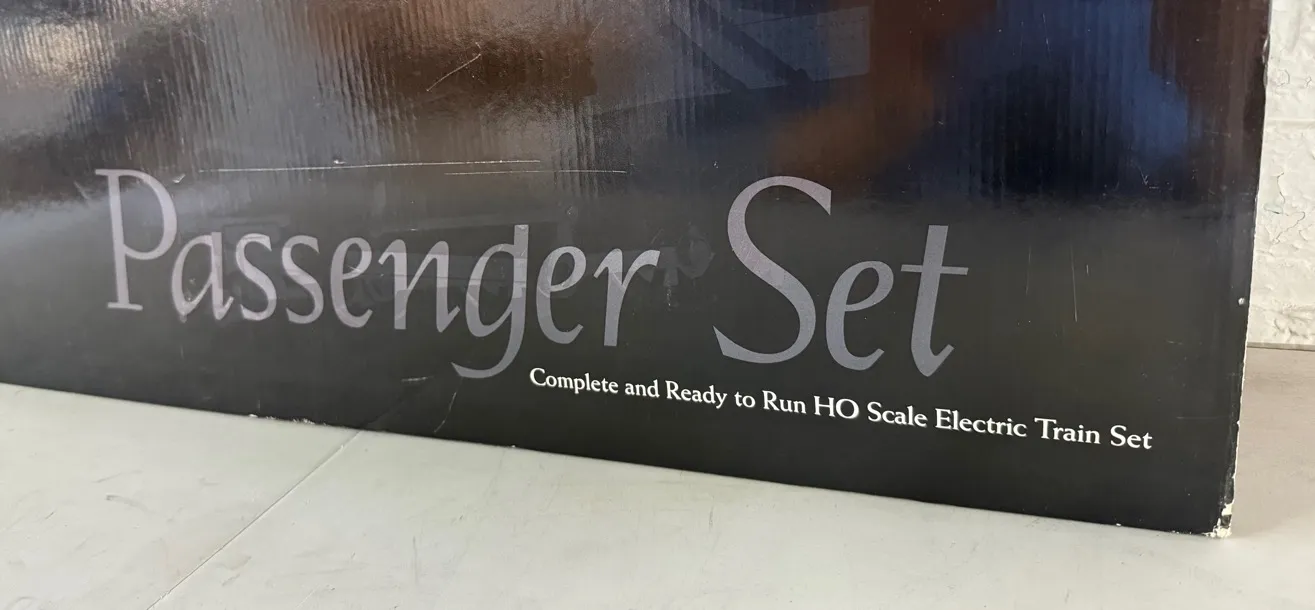 Passenger Set
Complete and Ready to Run HO Scale Electric Train Set